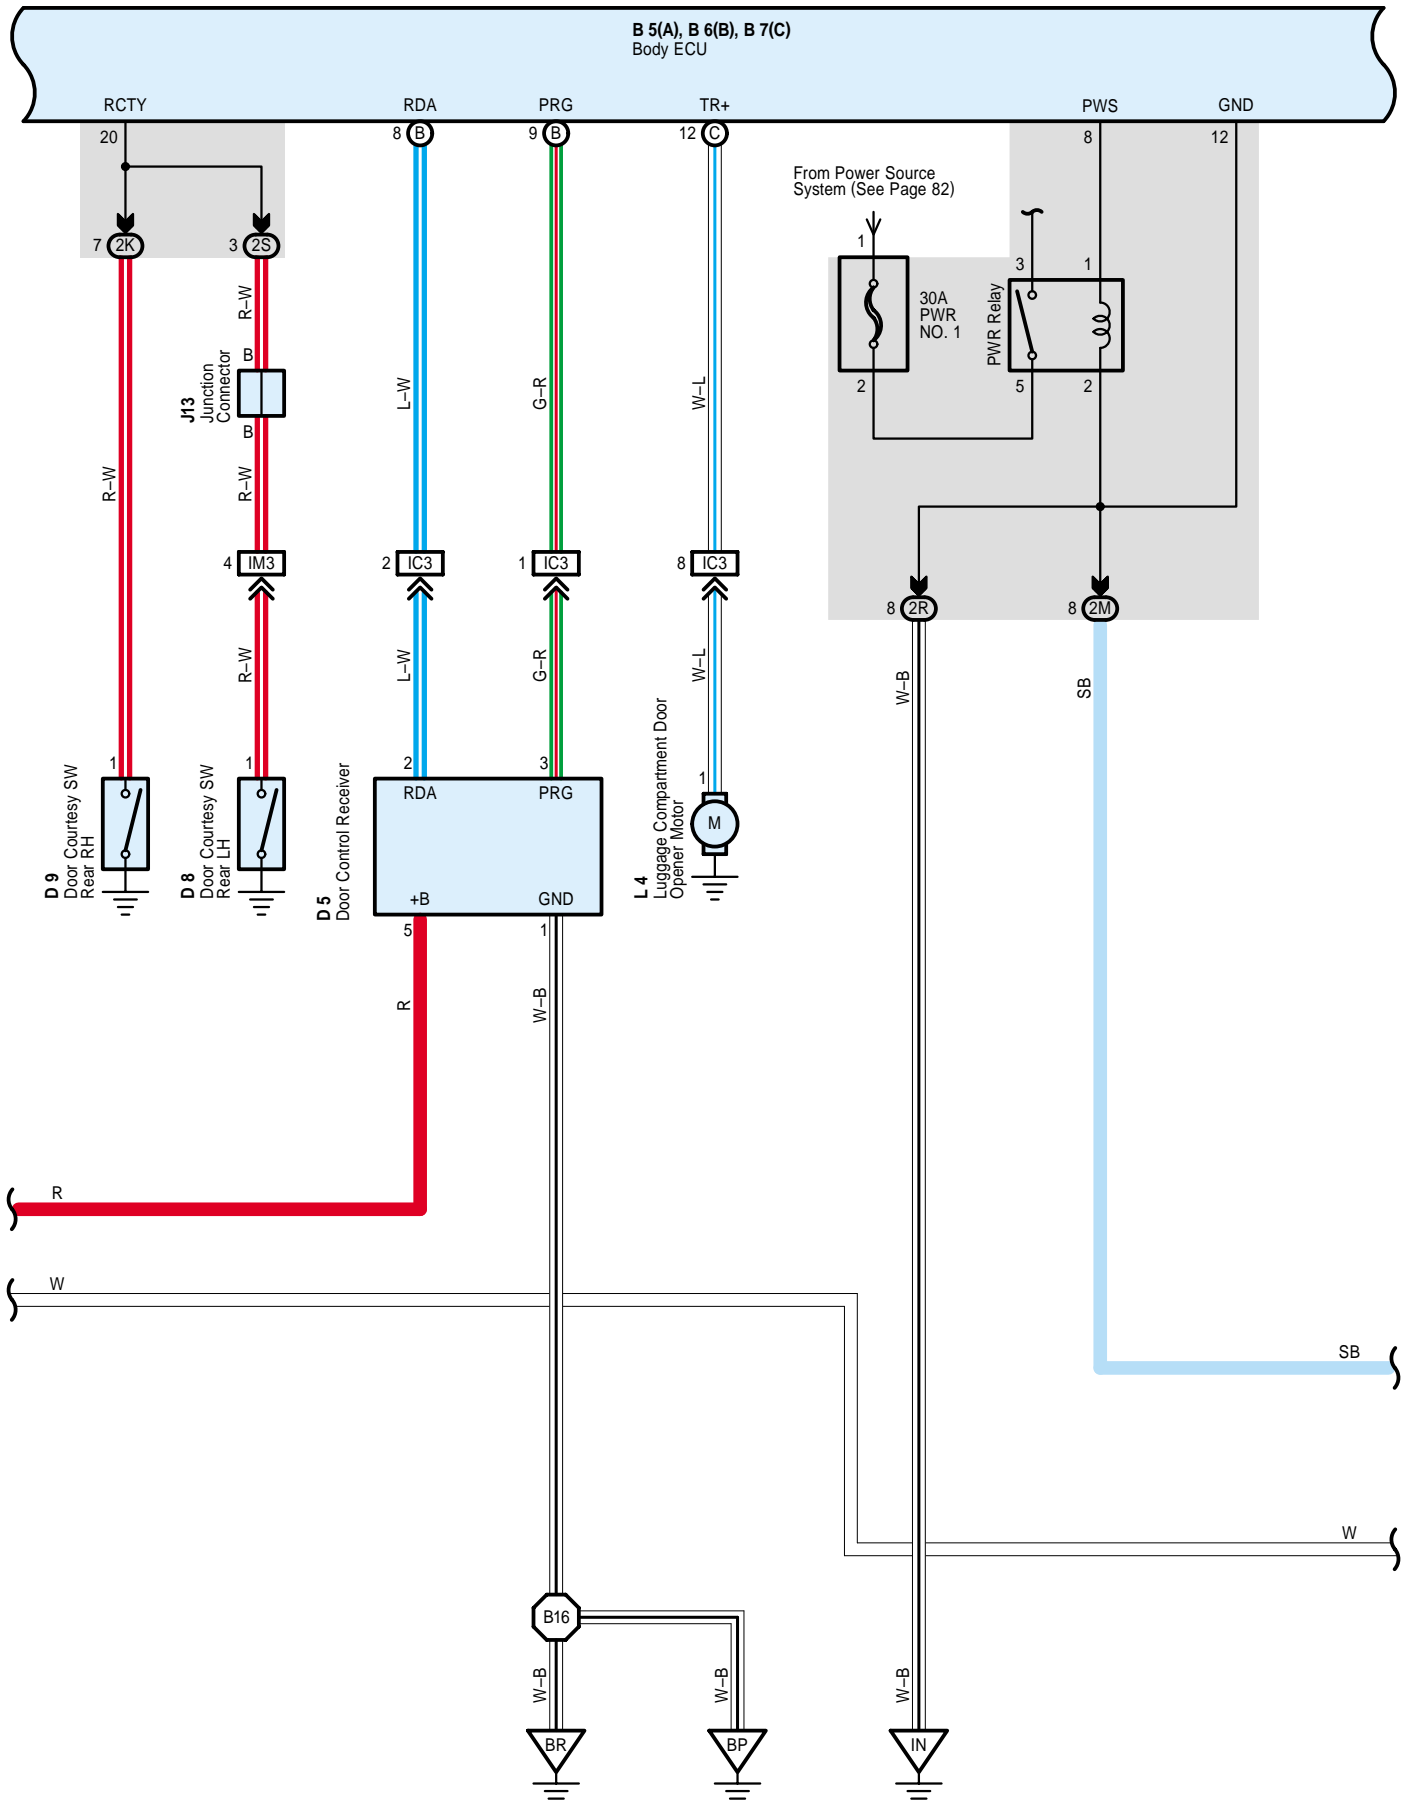 B 5(A), B 6(B), B 7(C)
Body ECU
RCTY
RDA
PRG
TR+
PWS
GND
20
8 B
9 B
12 C
8
12
From Power Source
System (See Page 82)
7 2K
3 2S
1
3
1
R–W
30A
PWR
NO. 1
PWR Relay
B
J13
Junction
Connector
B
2
5
2
L–W
G–R
W–L
R–W
R–W
4 IM3
2 IC3
1 IC3
8 IC3
8 2R
8 2M
R–W
L–W
G–R
W–L
W–B
SB
1
1
2
3
1
RDA
PRG
M
+B
GND
D 9
Door Courtesy SW
Rear RH
D 8
Door Courtesy SW
Rear LH
D 5
Door Control Receiver
L 4
Luggage Compartment Door
Opener Motor
5
1
R
W–B
R
W
SB
W
B16
W–B
W–B
W–B
BR
BP
IN